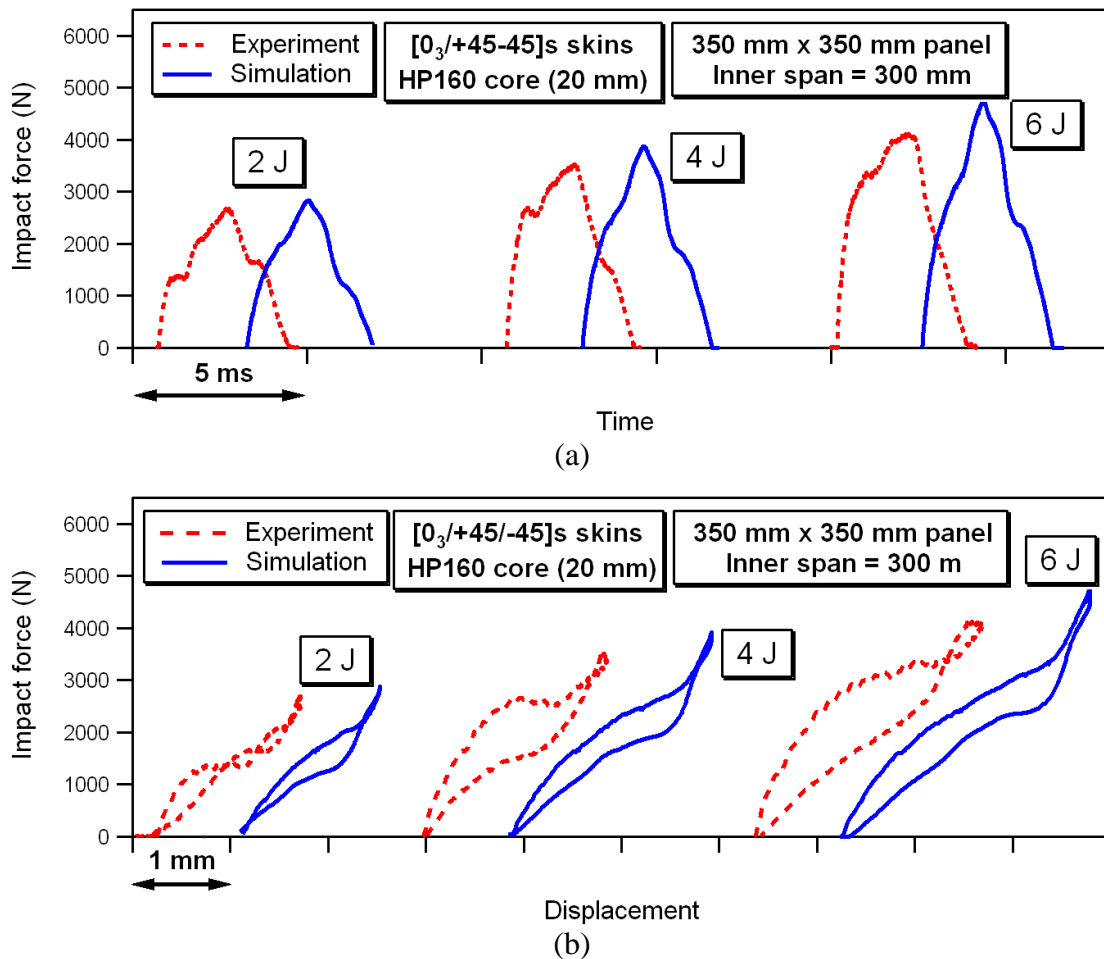 6000
5000
4000
3000
2000
1000
0
Impact force (N)
Experiment
Simulation
[0₃/+45-45]s skins
HP160 core (20 mm)
350 mm x 350 mm panel
Inner span = 300 mm
2 J
4 J
6 J
5 ms
Time
(a)
6000
5000
4000
3000
2000
1000
0
Impact force (N)
Experiment
Simulation
[0₃/+45/-45]s skins
HP160 core (20 mm)
350 mm x 350 mm panel
Inner span = 300 m
2 J
4 J
6 J
1 mm
Displacement
(b)